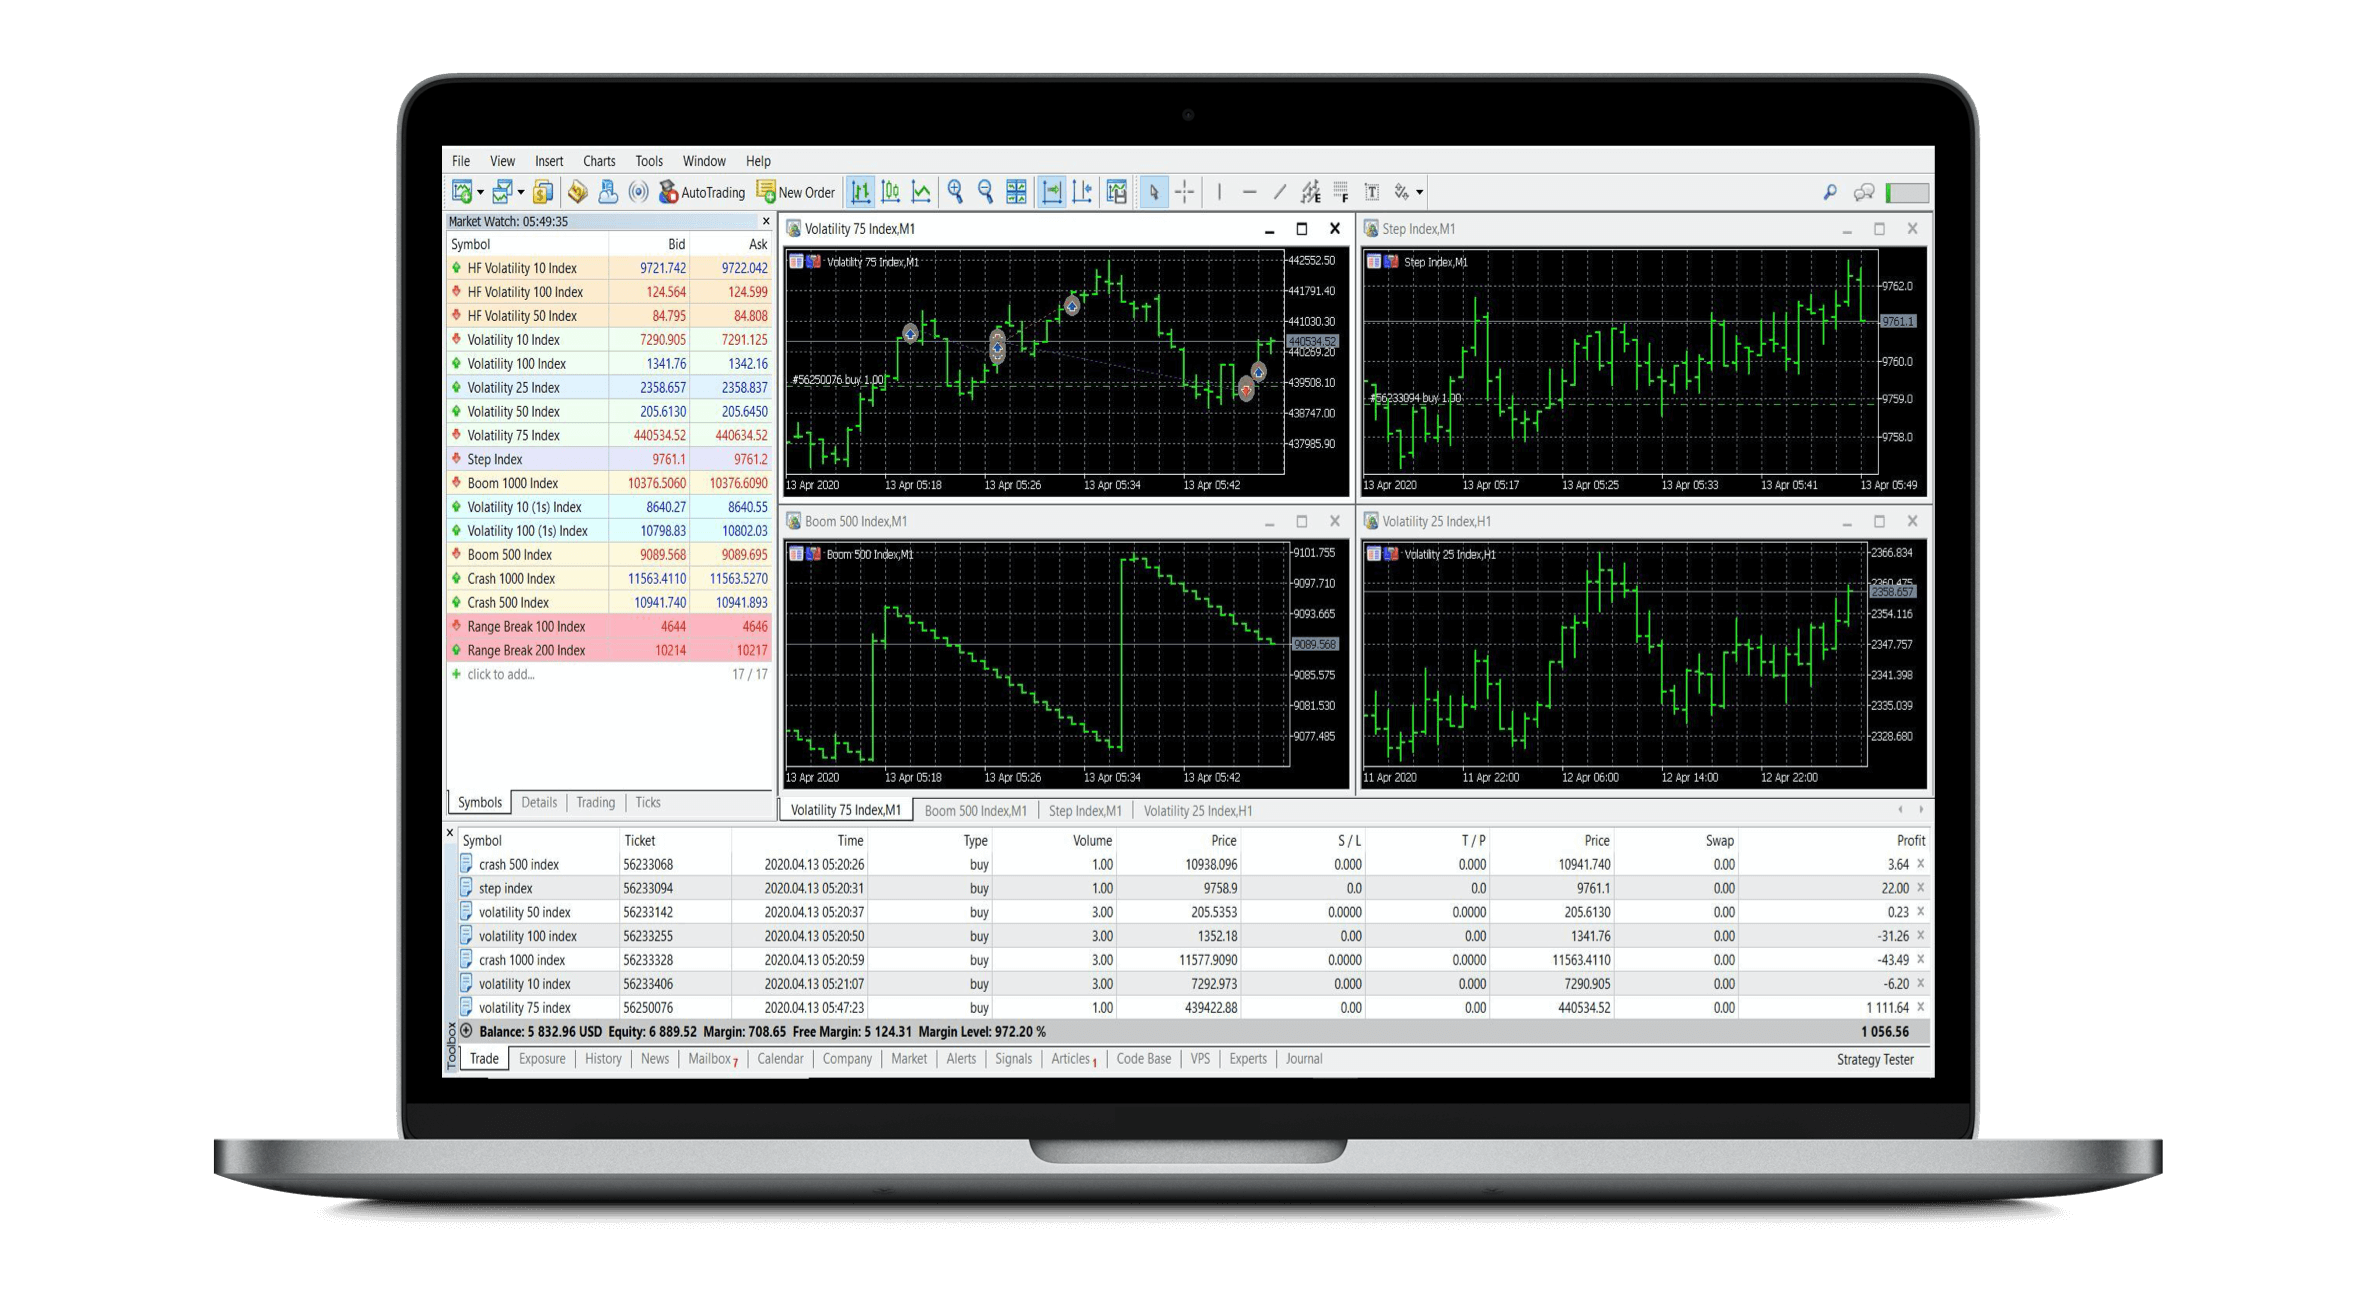 File View Insert Charts Tools Window Help
AutoTrading New Order
Market Watch: 05:49:35
Symbol Bid Ask
HF Volatility 10 Index 9721.742 9722.042
HF Volatility 100 Index 124.564 124.599
HF Volatility 50 Index 84.795 84.808
Volatility 10 Index 7290.905 7291.125
Volatility 100 Index 1341.76 1342.16
Volatility 25 Index 2358.657 2358.837
Volatility 50 Index 205.6130 205.6450
Volatility 75 Index 440534.52 440634.52
Step Index 9761.1 9761.2
Boom 1000 Index 10376.5060 10376.6090
Volatility 10 (1s) Index 8640.27 8640.55
Volatility 100 (1s) Index 10798.83 10802.03
Boom 500 Index 9089.568 9089.695
Crash 1000 Index 11563.4110 11563.5270
Crash 500 Index 10941.740 10941.893
Range Break 100 Index 4644 4646
Range Break 200 Index 10214 10217
click to add... 17 / 17
Symbols Details Trading Ticks
Volatility 75 Index,M1
Volatility 75 Index,M1
442552.50
441791.40
441030.30
440534.52
440269.20
439508.10
438747.00
437985.90
#56250076 buy 1.00
13 Apr 2020 13 Apr 05:18 13 Apr 05:26 13 Apr 05:34 13 Apr 05:42
Step Index,M1
Step Index,M1
9762.0
9761.1
9760.0
9759.0
9758.0
#56233094 buy 1.00
13 Apr 2020 13 Apr 05:17 13 Apr 05:25 13 Apr 05:33 13 Apr 05:41 13 Apr 05:49
Boom 500 Index,M1
Boom 500 Index,M1
9101.755
9097.710
9093.665
9089.568
9085.575
9081.530
9077.485
13 Apr 2020 13 Apr 05:18 13 Apr 05:26 13 Apr 05:34 13 Apr 05:42
Volatility 25 Index,H1
Volatility 25 Index,H1
2366.834
2360.475
2358.657
2354.116
2347.757
2341.398
2335.039
2328.680
11 Apr 2020 11 Apr 22:00 12 Apr 06:00 12 Apr 14:00 12 Apr 22:00
Volatility 75 Index,M1 Boom 500 Index,M1 Step Index,M1 Volatility 25 Index,H1
Symbol Ticket Time Type Volume Price S / L T / P Price Swap Profit
crash 500 index 56233068 2020.04.13 05:20:26 buy 1.00 10938.096 0.000 0.000 10941.740 0.00 3.64
step index 56233094 2020.04.13 05:20:31 buy 1.00 9758.9 0.0 0.0 9761.1 0.00 22.00
volatility 50 index 56233142 2020.04.13 05:20:37 buy 3.00 205.5353 0.0000 0.0000 205.6130 0.00 0.23
volatility 100 index 56233255 2020.04.13 05:20:50 buy 3.00 1352.18 0.00 0.00 1341.76 0.00 -31.26
crash 1000 index 56233328 2020.04.13 05:20:59 buy 3.00 11577.9090 0.0000 0.0000 11563.4110 0.00 -43.49
volatility 10 index 56233406 2020.04.13 05:21:07 buy 3.00 7292.973 0.000 0.000 7290.905 0.00 -6.20
volatility 75 index 56250076 2020.04.13 05:47:23 buy 1.00 439422.88 0.00 0.00 440534.52 0.00 1 111.64
Balance: 5 832.96 USD Equity: 6 889.52 Margin: 708.65 Free Margin: 5 124.31 Margin Level: 972.20 % 1 056.56
Toolbox
Trade Exposure History News Mailbox 7 Calendar Company Market Alerts Signals Articles 1 Code Base VPS Experts Journal Strategy Tester